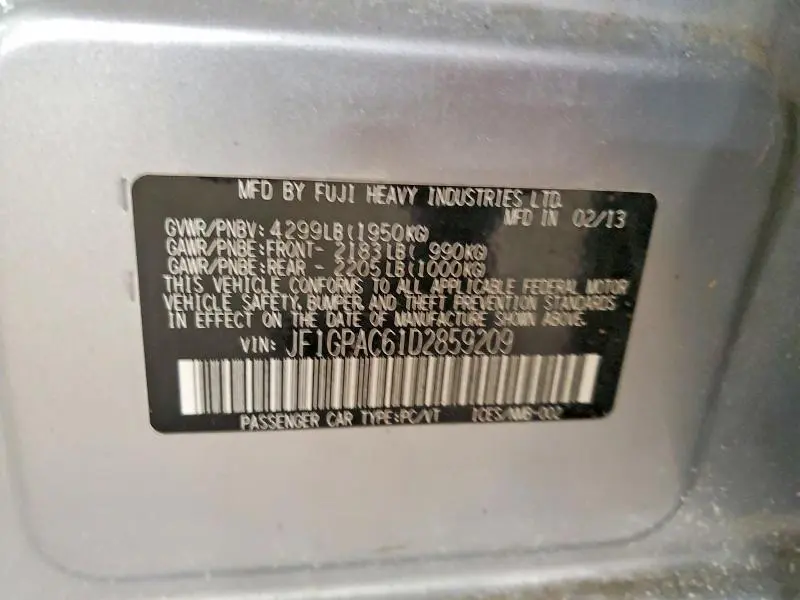 MFD BY FUJI HEAVY INDUSTRIES LTD.
MFD IN 02/13
GVWR/PNBV: 4299LB(1950KG)
GAWR/PNBE:FRONT- 2183LB( 990KG)
GAWR/PNBE:REAR - 2205LB(1000KG)
THIS VEHICLE CONFORMS TO ALL APPLICABLE FEDERAL MOTOR
VEHICLE SAFETY, BUMPER, AND THEFT PREVENTION STANDARDS
IN EFFECT ON THE DATE OF MANUFACTURE SHOWN ABOVE.
VIN: JF1GPAC61D2859209
PASSENGER CAR TYPE:PC/VT ICES/NMB-002